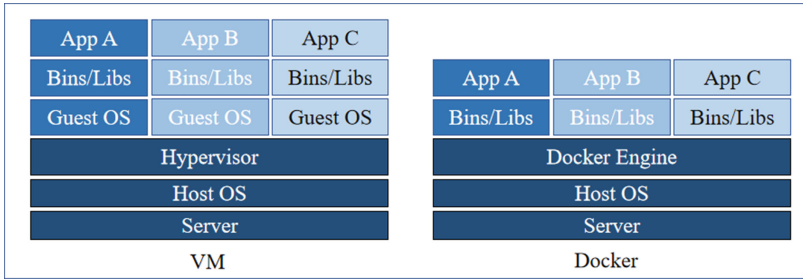 App A App B App C
Bins/Libs Bins/Libs Bins/Libs
Guest OS Guest OS Guest OS
Hypervisor
Host OS
Server
VM
App A App B App C
Bins/Libs Bins/Libs Bins/Libs
Docker Engine
Host OS
Server
Docker